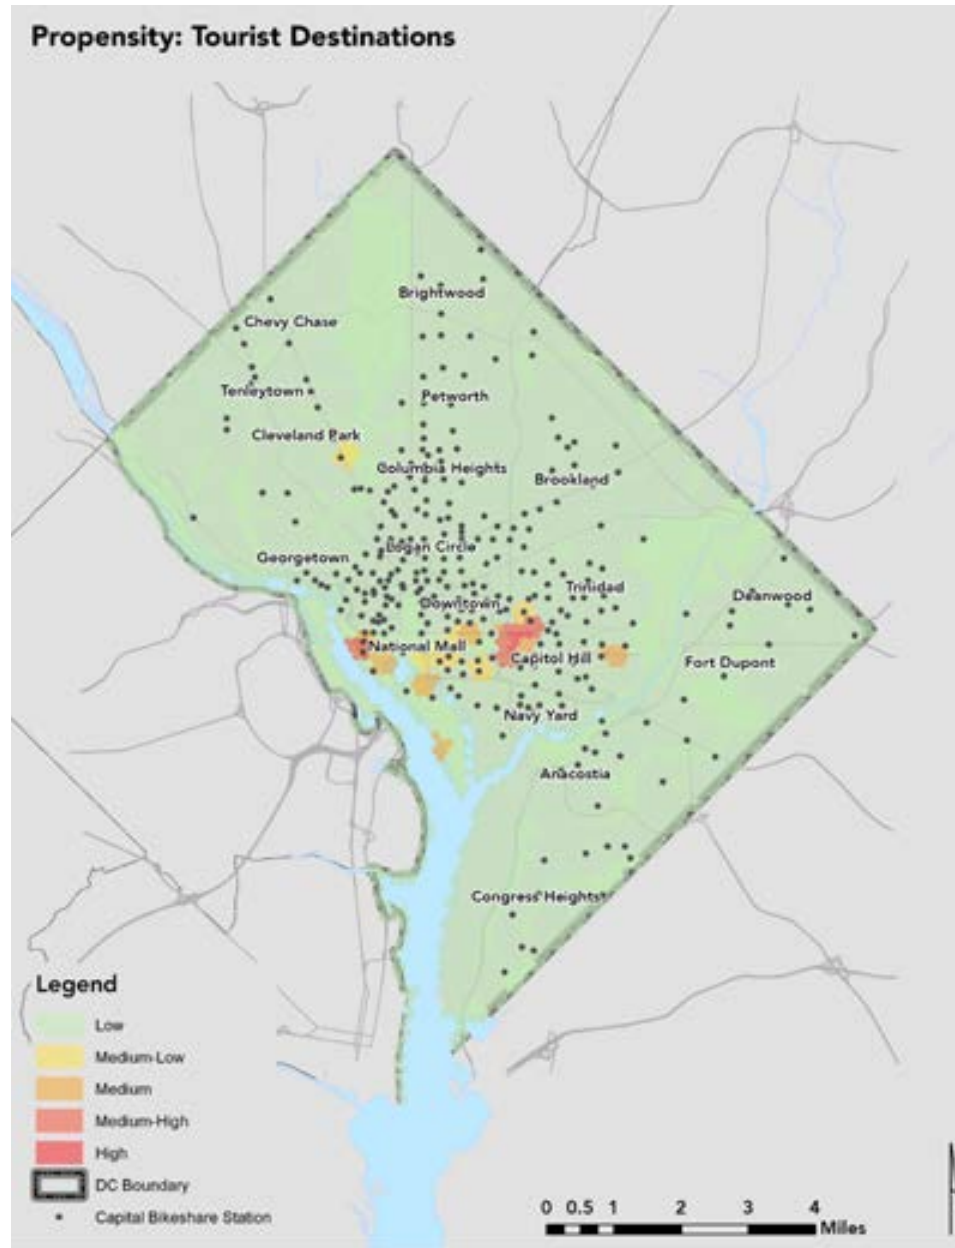 Propensity: Tourist Destinations
Brightwood
Chevy Chase
Tenleytown
Petworth
Cleveland Park
Columbia Heights
Brookland
Logan Circle
Georgetown
Trinidad
Deanwood
Downtown
National Mall
Capitol Hill
Fort Dupont
Navy Yard
Anacostia
Congress Heights
Legend
Low
Medium-Low
Medium
Medium-High
High
DC Boundary
Capital Bikeshare Station
0 0.5 1 2 3 4
Miles